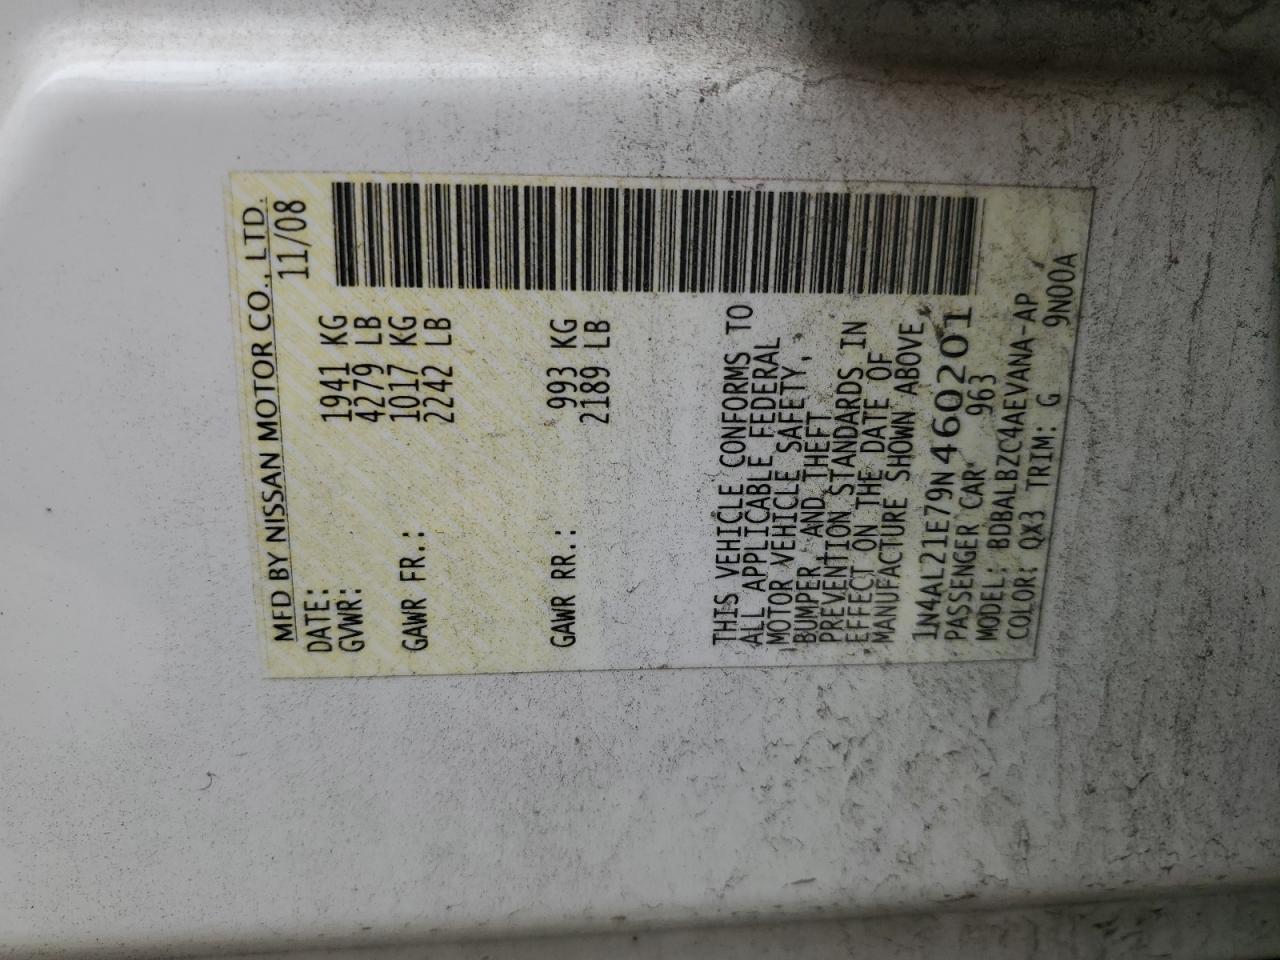 MFD BY NISSAN MOTOR CO., LTD.
DATE: 11/08
GVWR: 1941 KG
4279 LB
GAWR FR.: 1017 KG
2242 LB
GAWR RR.: 993 KG
2189 LB
THIS VEHICLE CONFORMS TO
ALL APPLICABLE FEDERAL
MOTOR VEHICLE SAFETY,
BUMPER, AND THEFT
PREVENTION STANDARDS IN
EFFECT ON THE DATE OF
MANUFACTURE SHOWN ABOVE.
1N4AL21E79N460201
PASSENGER CAR 963
MODEL: BDBALBZC4AEVANA-AP
COLOR: QX3 TRIM: G 9N00A